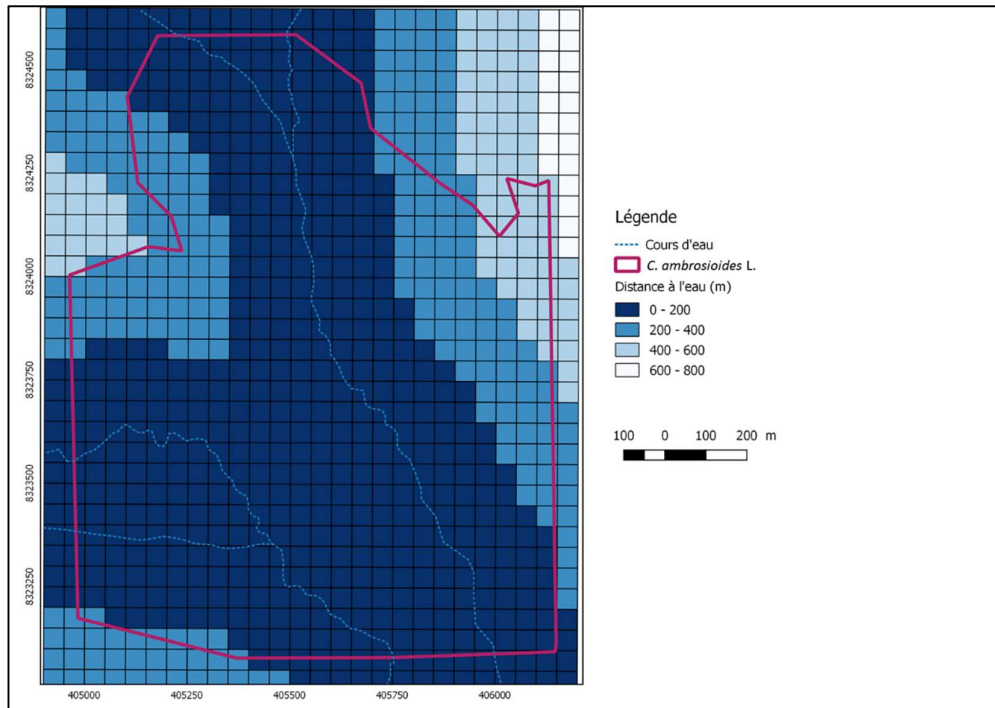 8324500
8324250
8324000
8323750
8323500
8323250
405000 405250 405500 405750 406000
Légende
Cours d'eau
C. ambrosioides L.
Distance à l'eau (m)
0 - 200
200 - 400
400 - 600
600 - 800
100 0 100 200 m